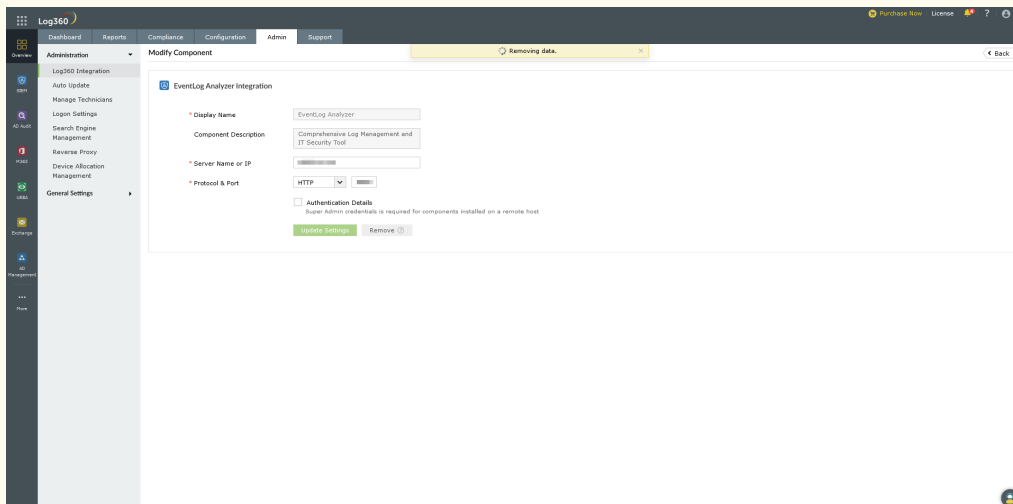 Log360
Purchase Now License ?
Dashboard Reports Compliance Configuration Admin Support
Overview
SIEM
AD Audit
M365
UEBA
Exchange
AD
Management
More
Administration
Log360 Integration
Auto Update
Manage Technicians
Logon Settings
Search Engine
Management
Reverse Proxy
Device Allocation
Management
General Settings
Modify Component
Removing data.
Back
EventLog Analyzer Integration
* Display Name EventLog Analyzer
Component Description Comprehensive Log Management and
IT Security Tool
* Server Name or IP
* Protocol & Port HTTP
Authentication Details
Super Admin credentials is required for components installed on a remote host
Update Settings Remove ?